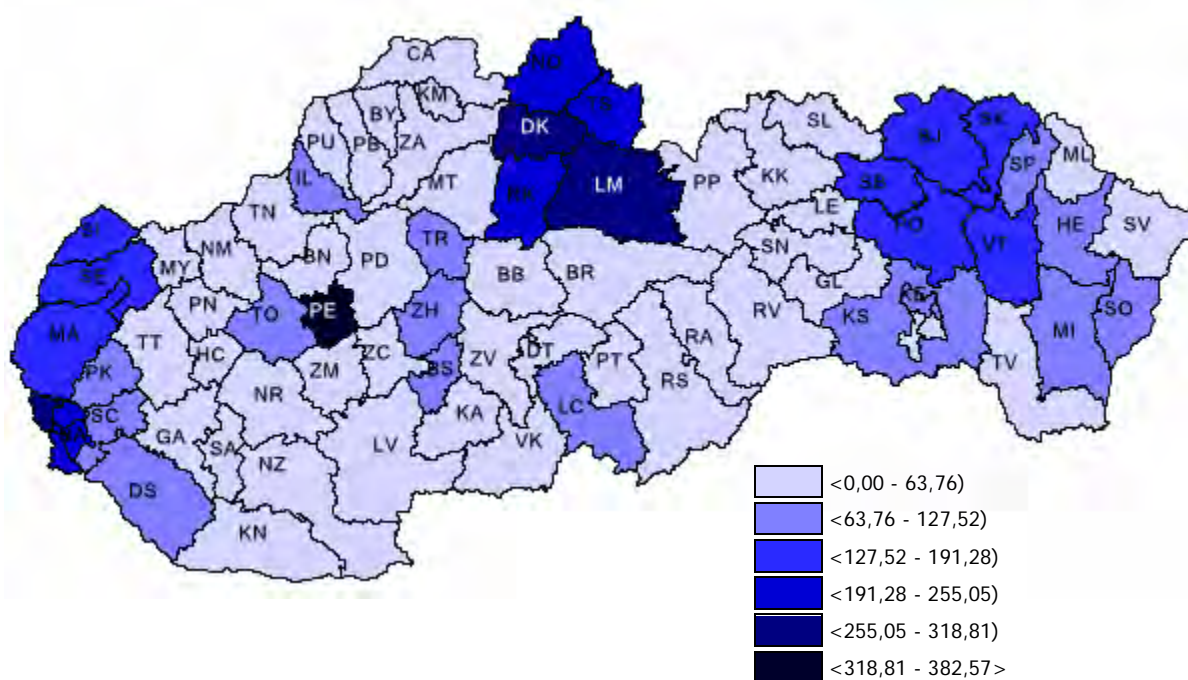 CA
NO
KM
TS
BY
DK
SL
PU
PB
ZA
BJ
SK
SP
ML
IL
MT
RK
LM
PP
KK
SB
TN
LE
PO
HE
SV
SI
NM
TR
SN
VT
SE
MY
BN
PD
BB
BR
GL
PN
TO
PE
ZH
RV
KS
KE
SO
MA
TT
MI
HC
ZM
ZC
ZV
DT
PT
RA
TV
PK
BS
RS
SC
NR
KA
LC
GA
SA
NZ
LV
VK
DS
KN
<0,00 - 63,76)
<63,76 - 127,52)
<127,52 - 191,28)
<191,28 - 255,05)
<255,05 - 318,81)
<318,81 - 382,57>